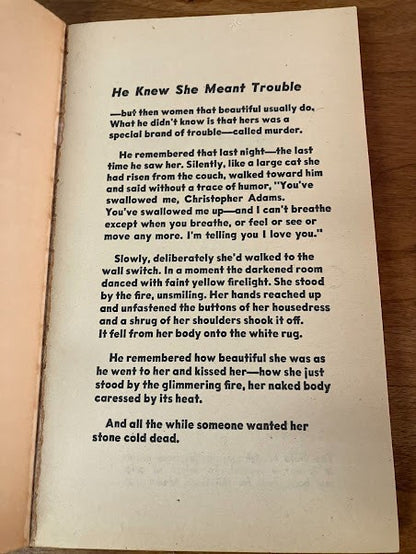 He Knew She Meant Trouble
—but then women that beautiful usually do.
What he didn't know is that hers was a
special brand of trouble—called murder.
He remembered that last night—the last
time he saw her. Silently, like a large cat she
had risen from the couch, walked toward him
and said without a trace of humor, "You've
swallowed me, Christopher Adams.
You've swallowed me up—and I can't breathe
except when you breathe, or feel or see or
move any more. I'm telling you I love you."
Slowly, deliberately she'd walked to the
wall switch. In a moment the darkened room
danced with faint yellow firelight. She stood
by the fire, unsmiling. Her hands reached up
and unfastened the buttons of her housedress
and a shrug of her shoulders shook it off.
It fell from her body onto the white rug.
He remembered how beautiful she was as
he went to her and kissed her—how she just
stood by the glimmering fire, her naked body
caressed by its heat.
And all the while someone wanted her
stone cold dead.